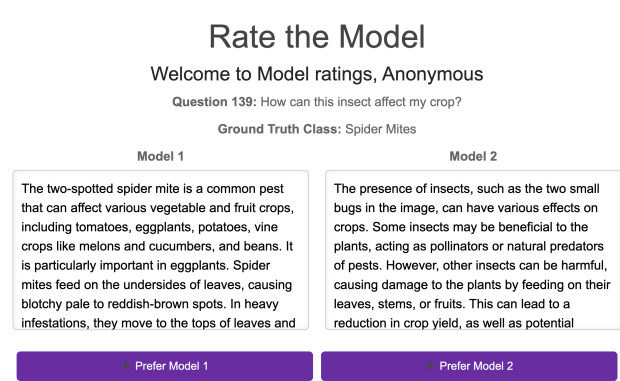 Rate the Model
Welcome to Model ratings, Anonymous
Question 139: How can this insect affect my crop?
Ground Truth Class: Spider Mites
Model 1
The two-spotted spider mite is a common pest
that can affect various vegetable and fruit crops,
including tomatoes, eggplants, potatoes, vine
crops like melons and cucumbers, and beans. It
is particularly important in eggplants. Spider
mites feed on the undersides of leaves, causing
blotchy pale to reddish-brown spots. In heavy
infestations, they move to the tops of leaves and
Model 2
The presence of insects, such as the two small
bugs in the image, can have various effects on
crops. Some insects may be beneficial to the
plants, acting as pollinators or natural predators
of pests. However, other insects can be harmful,
causing damage to the plants by feeding on their
leaves, stems, or fruits. This can lead to a
reduction in crop yield, as well as potential
Prefer Model 1
Prefer Model 2